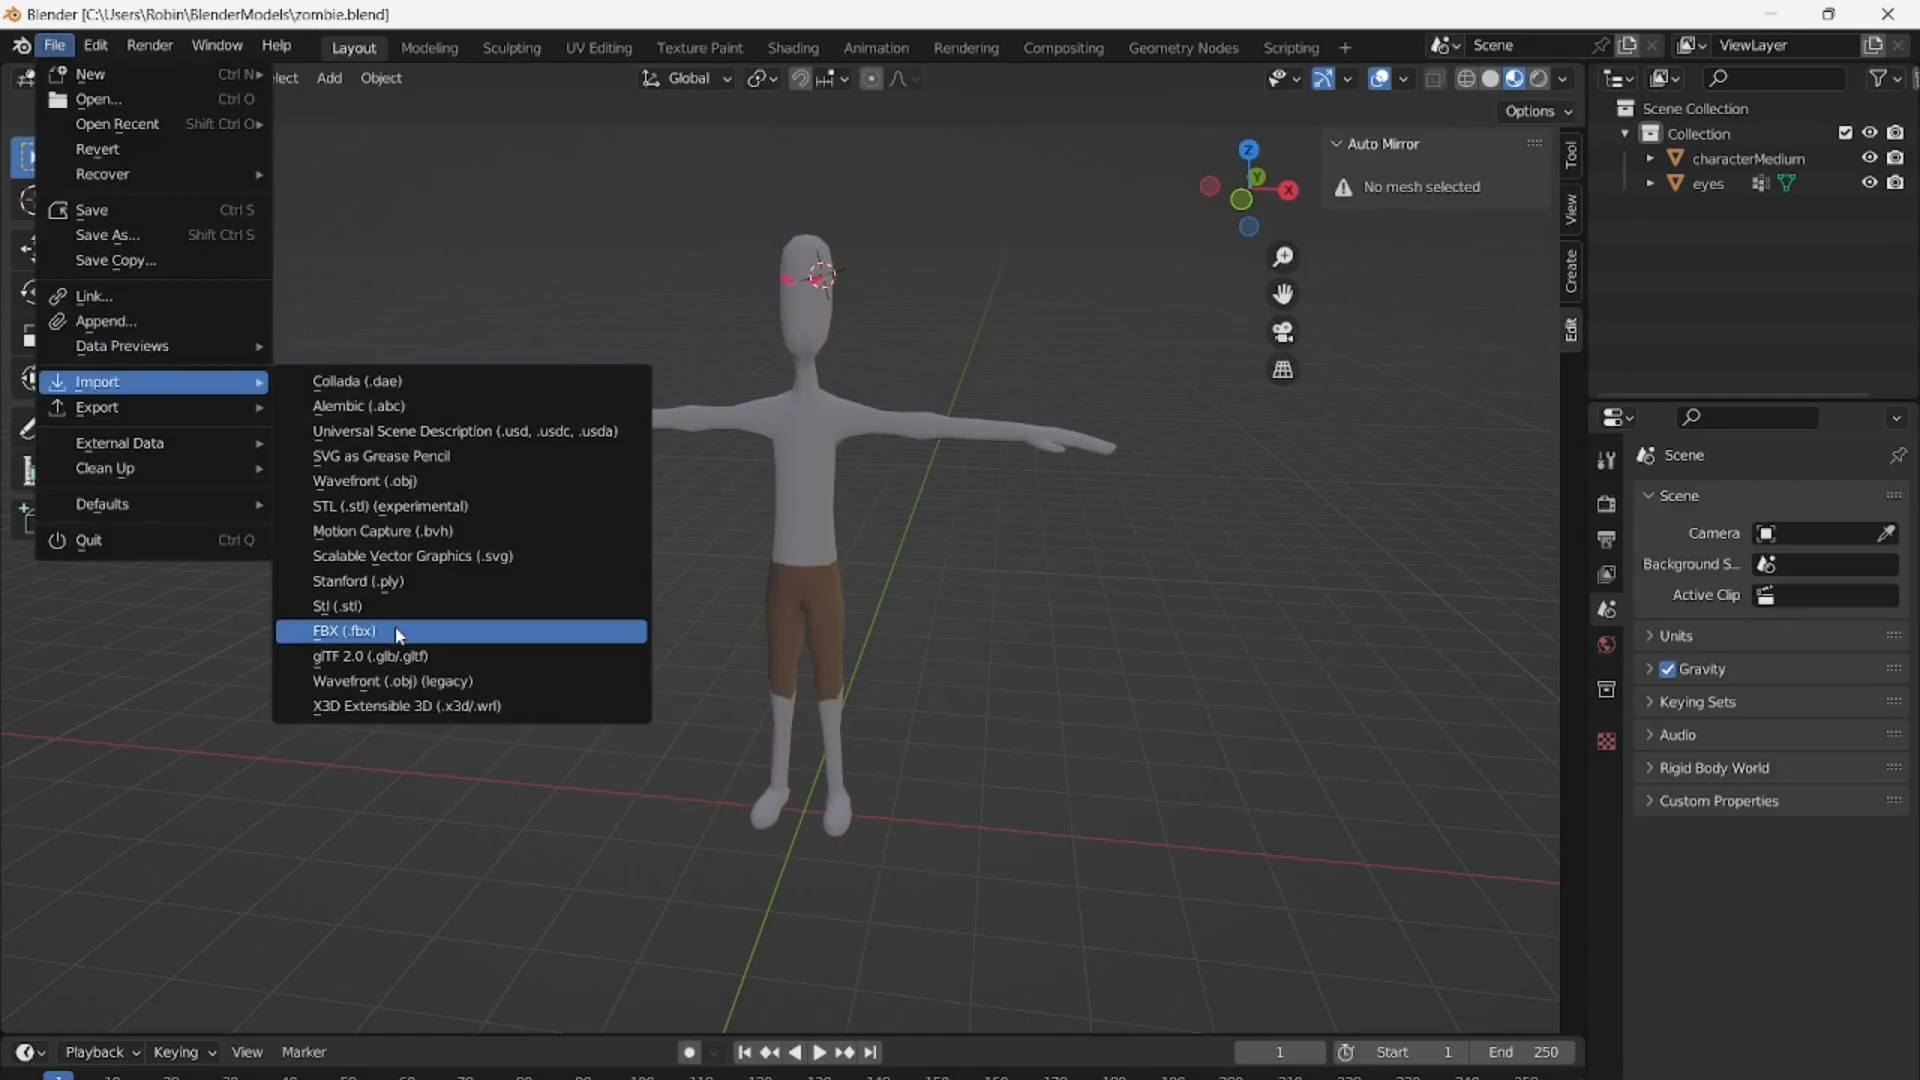 Blender [C:\Users\Robin\BlenderModels\zombie.blend]
File Edit Render Window Help
Layout Modeling Sculpting UV Editing Texture Paint Shading Animation Rendering Compositing Geometry Nodes Scripting +
Scene
ViewLayer
New Ctrl N
Open... Ctrl O
Open Recent Shift Ctrl O
Revert
Recover
Save Ctrl S
Save As... Shift Ctrl S
Save Copy...
Link...
Append...
Data Previews
Import
Export
External Data
Clean Up
Defaults
Quit Ctrl Q
Collada (.dae)
Alembic (.abc)
Universal Scene Description (.usd, .usdc, .usda)
SVG as Grease Pencil
Wavefront (.obj)
STL (.stl) (experimental)
Motion Capture (.bvh)
Scalable Vector Graphics (.svg)
Stanford (.ply)
Stl (.stl)
FBX (.fbx)
glTF 2.0 (.glb/.gltf)
Wavefront (.obj) (legacy)
X3D Extensible 3D (.x3d/.wrl)
lect Add Object
Global
Options
Auto Mirror
No mesh selected
Z
Y
X
Tool
View
Create
Edit
Scene Collection
Collection
characterMedium
eyes
Scene
Scene
Camera
Background S...
Active Clip
Units
Gravity
Keying Sets
Audio
Rigid Body World
Custom Properties
Playback Keying View Marker
1
Start 1
End 250